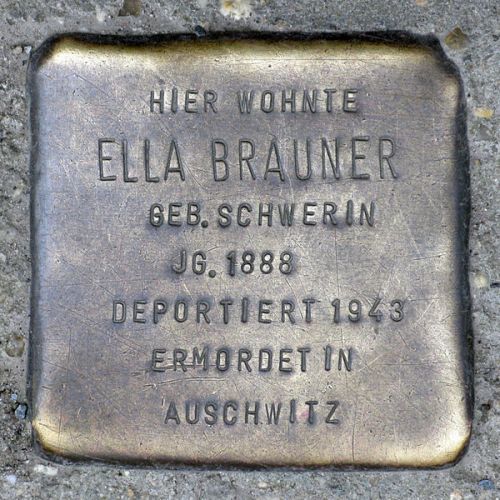 HIER WOHNTE
ELLA BRAUNER
GEB. SCHWERIN
JG. 1888
DEPORTIERT 1943
ERMORDET IN
AUSCHWITZ